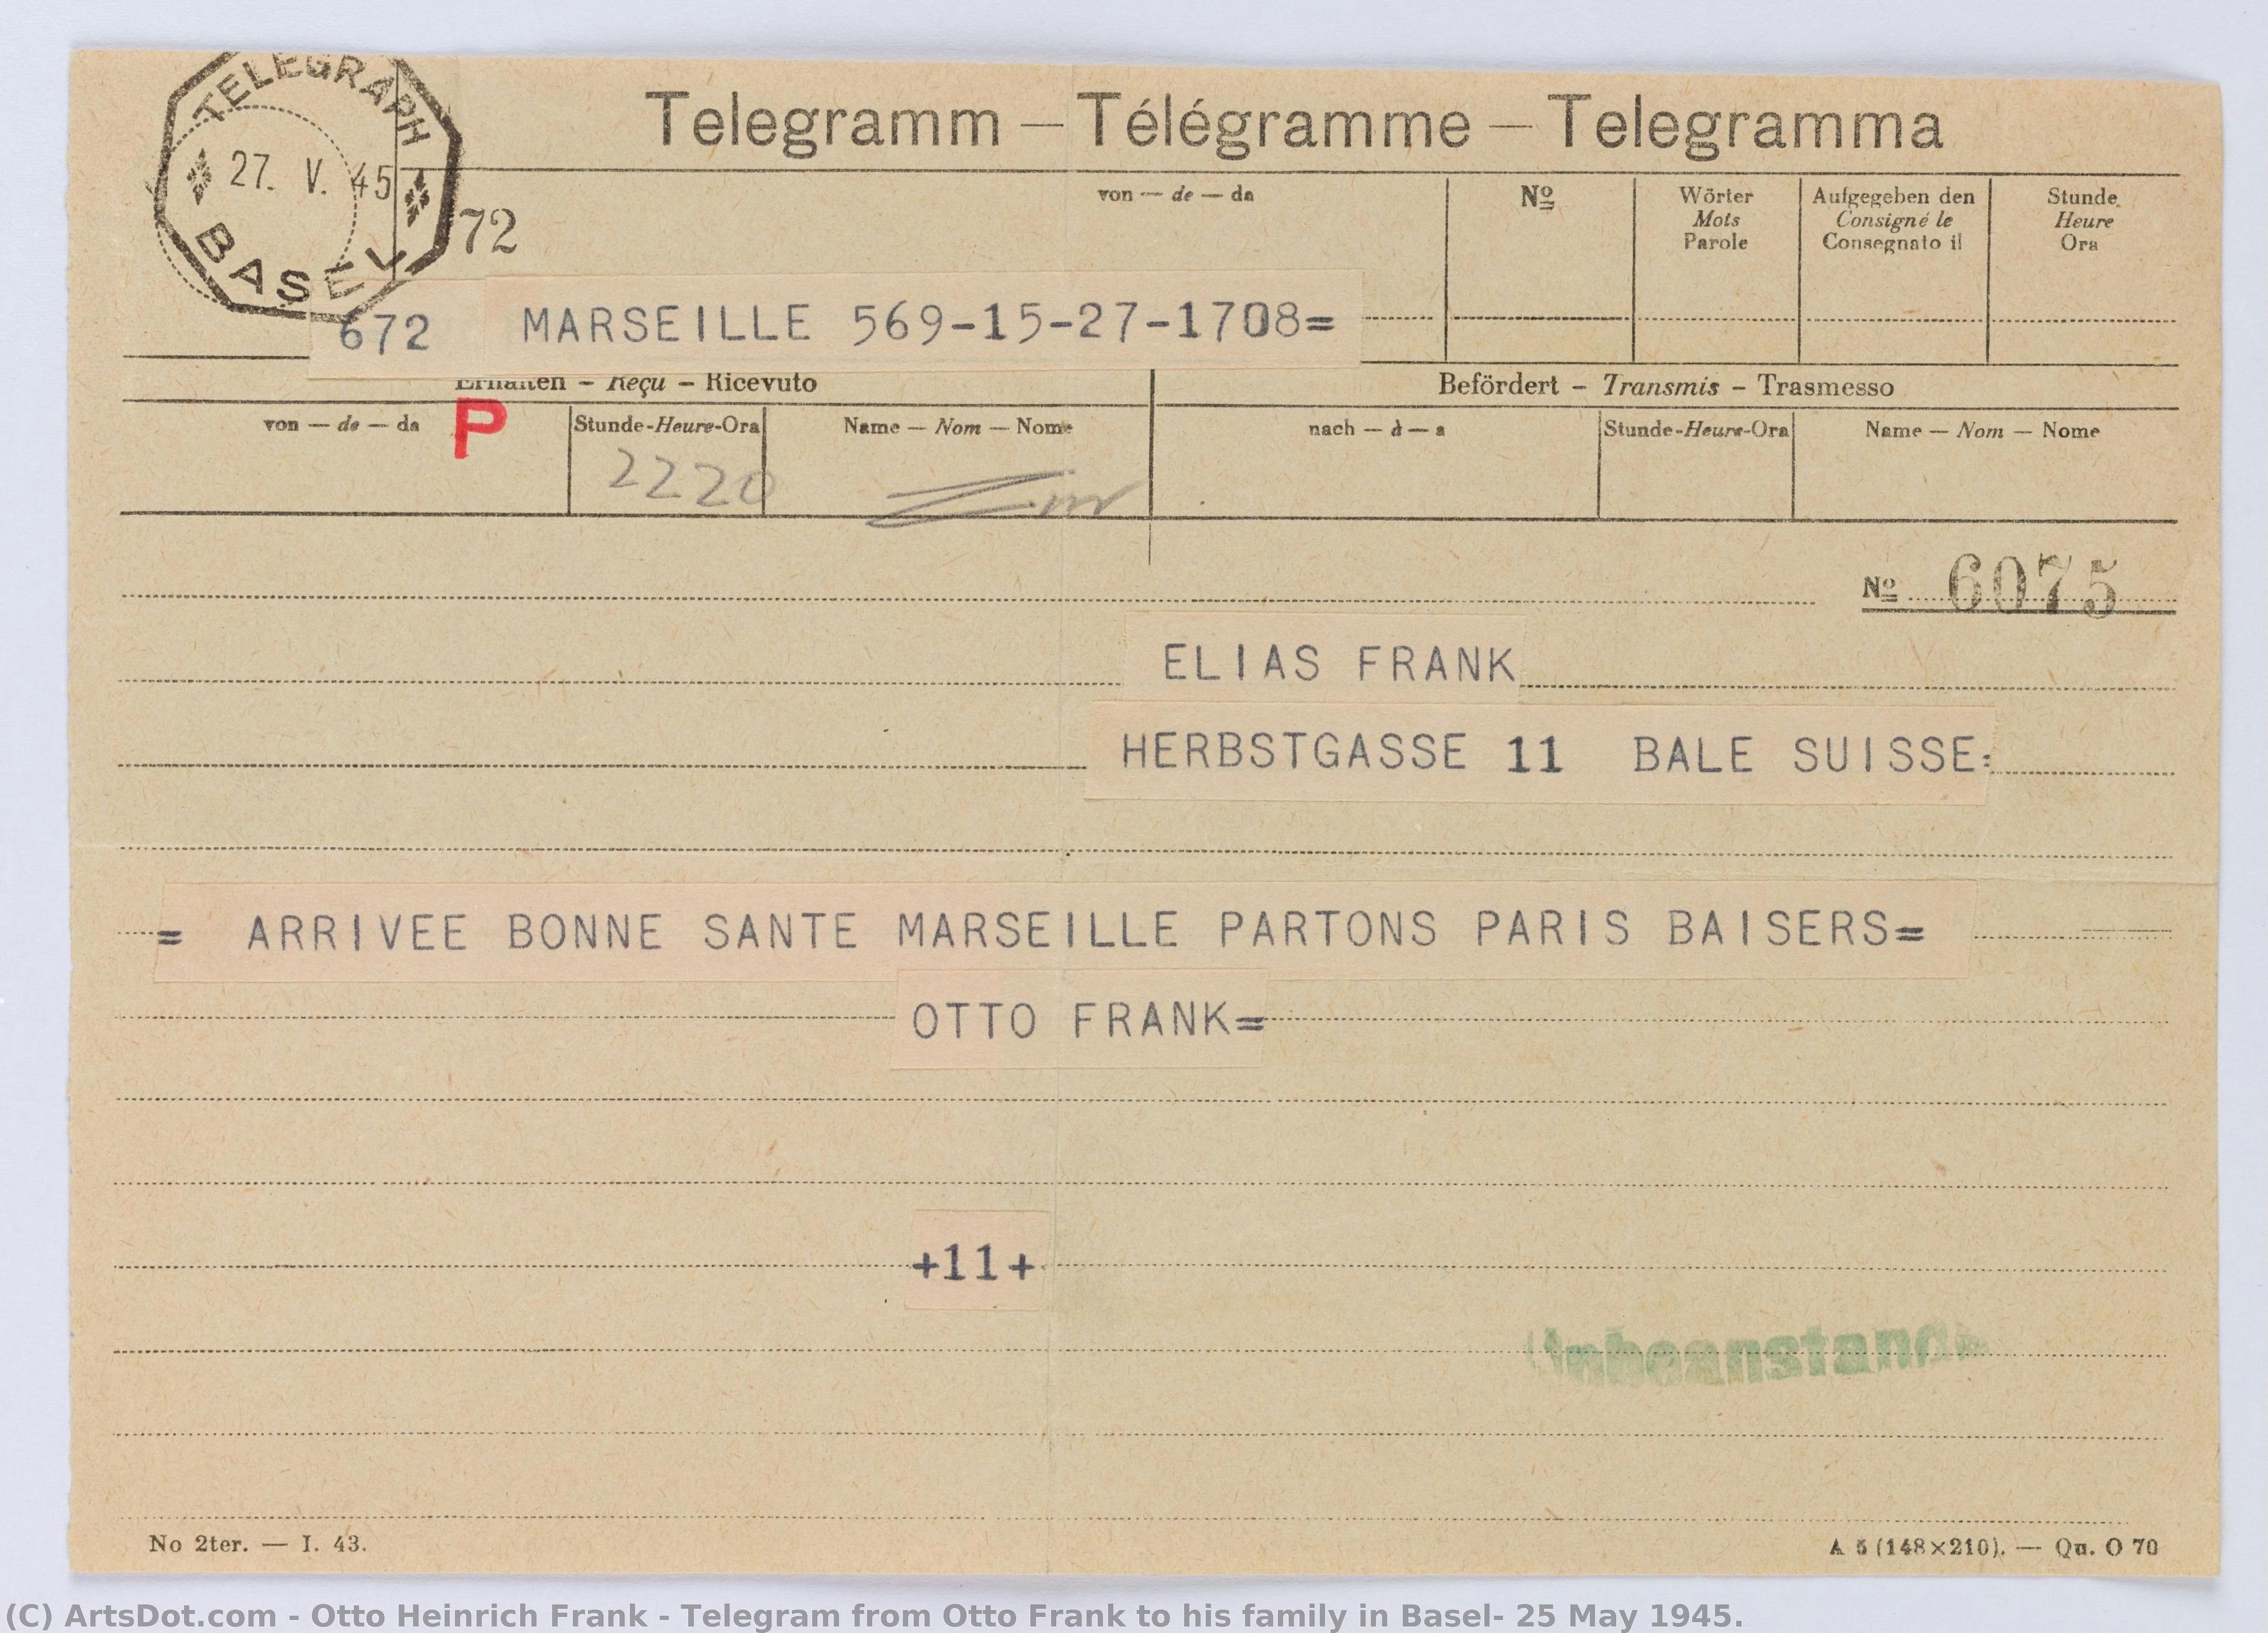 TELEGRAPH
27. V. 45
BASEL
Telegramm — Télégramme — Telegramma
72
von — de — da
№
Wörter
Mots
Parole
Aufgegeben den
Consigné le
Consegnato il
Stunde
Heure
Ora
672 MARSEILLE 569-15-27-1708=
Erhalten – Reçu – Ricevuto
Befördert – Transmis – Trasmesso
von — de — da
P
Stunde-Heure-Ora
Name — Nom — Nome
nach — à — a
Stunde-Heure-Ora
Name — Nom — Nome
2220
№ 6075
ELIAS FRANK
HERBSTGASSE 11 BALE SUISSE=
= ARRIVEE BONNE SANTE MARSEILLE PARTONS PARIS BAISERS=
OTTO FRANK=
+11+
Unbeanstandet
No 2ter. — I. 43.
A 5 (148×210). — Qu. O 70
(C) ArtsDot.com - Otto Heinrich Frank - Telegram from Otto Frank to his family in Basel- 25 May 1945.